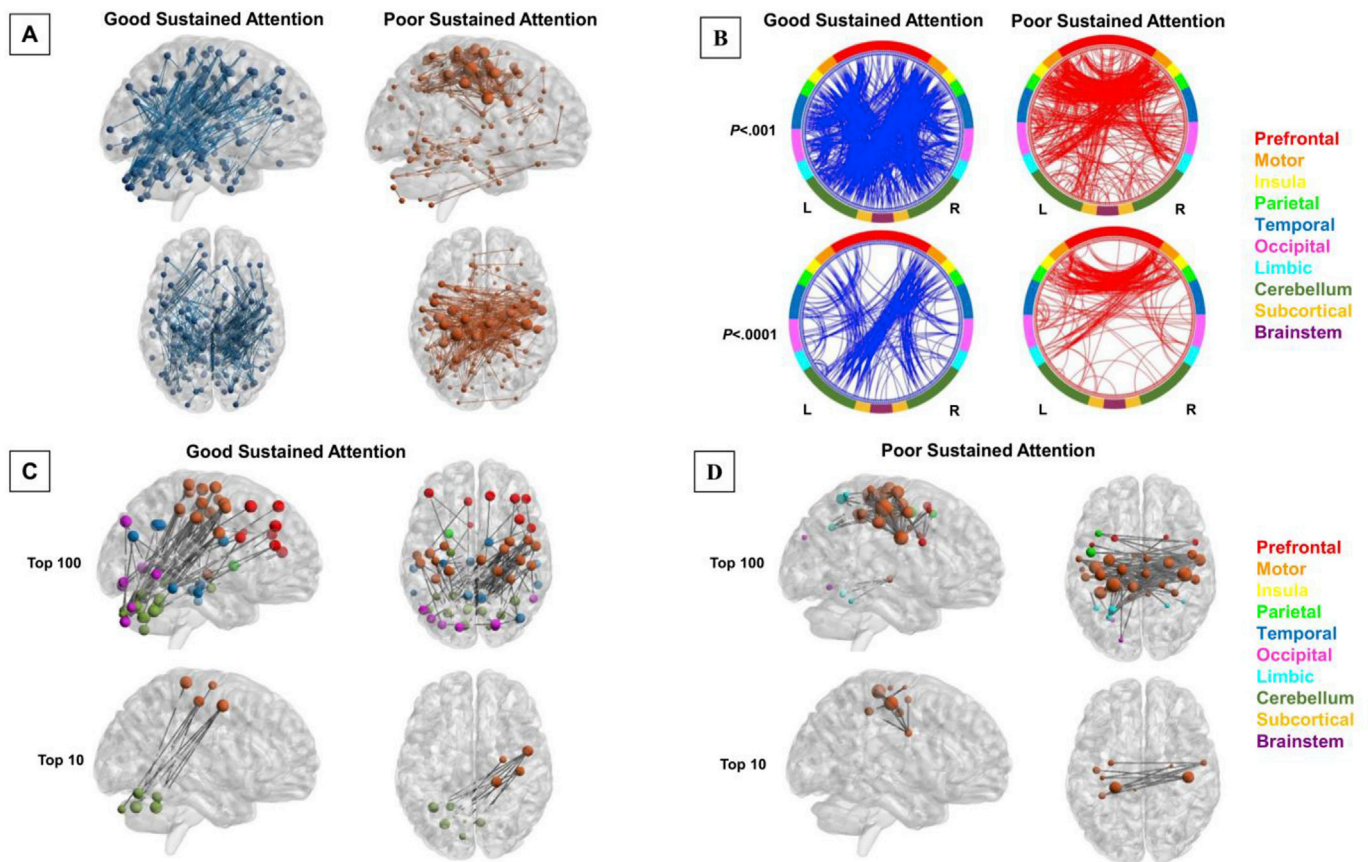 A
Good Sustained Attention
Poor Sustained Attention
B
Good Sustained Attention
Poor Sustained Attention
P<.001
L
R
L
R
P<.0001
L
R
L
R
Prefrontal
Motor
Insula
Parietal
Temporal
Occipital
Limbic
Cerebellum
Subcortical
Brainstem
C
Good Sustained Attention
Top 100
Top 10
D
Poor Sustained Attention
Top 100
Top 10
Prefrontal
Motor
Insula
Parietal
Temporal
Occipital
Limbic
Cerebellum
Subcortical
Brainstem